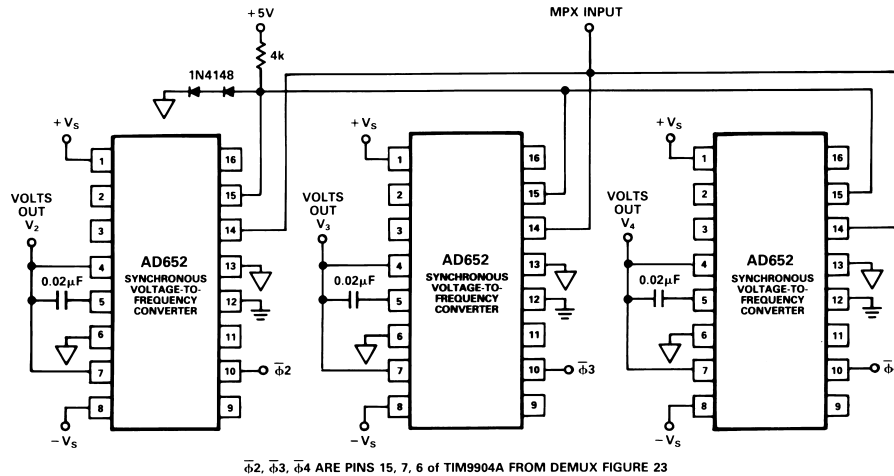 +5V
4k
1N4148
MPX INPUT
+VS
1
2
3
4
5
6
7
8
16
15
14
13
12
11
10
9
VOLTS
OUT
V2
0.02μF
AD652
SYNCHRONOUS
VOLTAGE-TO-
FREQUENCY
CONVERTER
ϕ̅2
−VS
+VS
1
2
3
4
5
6
7
8
16
15
14
13
12
11
10
9
VOLTS
OUT
V3
0.02μF
AD652
SYNCHRONOUS
VOLTAGE-TO-
FREQUENCY
CONVERTER
ϕ̅3
−VS
+VS
1
2
3
4
5
6
7
8
16
15
14
13
12
11
10
9
VOLTS
OUT
V4
0.02μF
AD652
SYNCHRONOUS
VOLTAGE-TO-
FREQUENCY
CONVERTER
ϕ̅
−VS
ϕ̅2, ϕ̅3, ϕ̅4 ARE PINS 15, 7, 6 of TIM9904A FROM DEMUX FIGURE 23